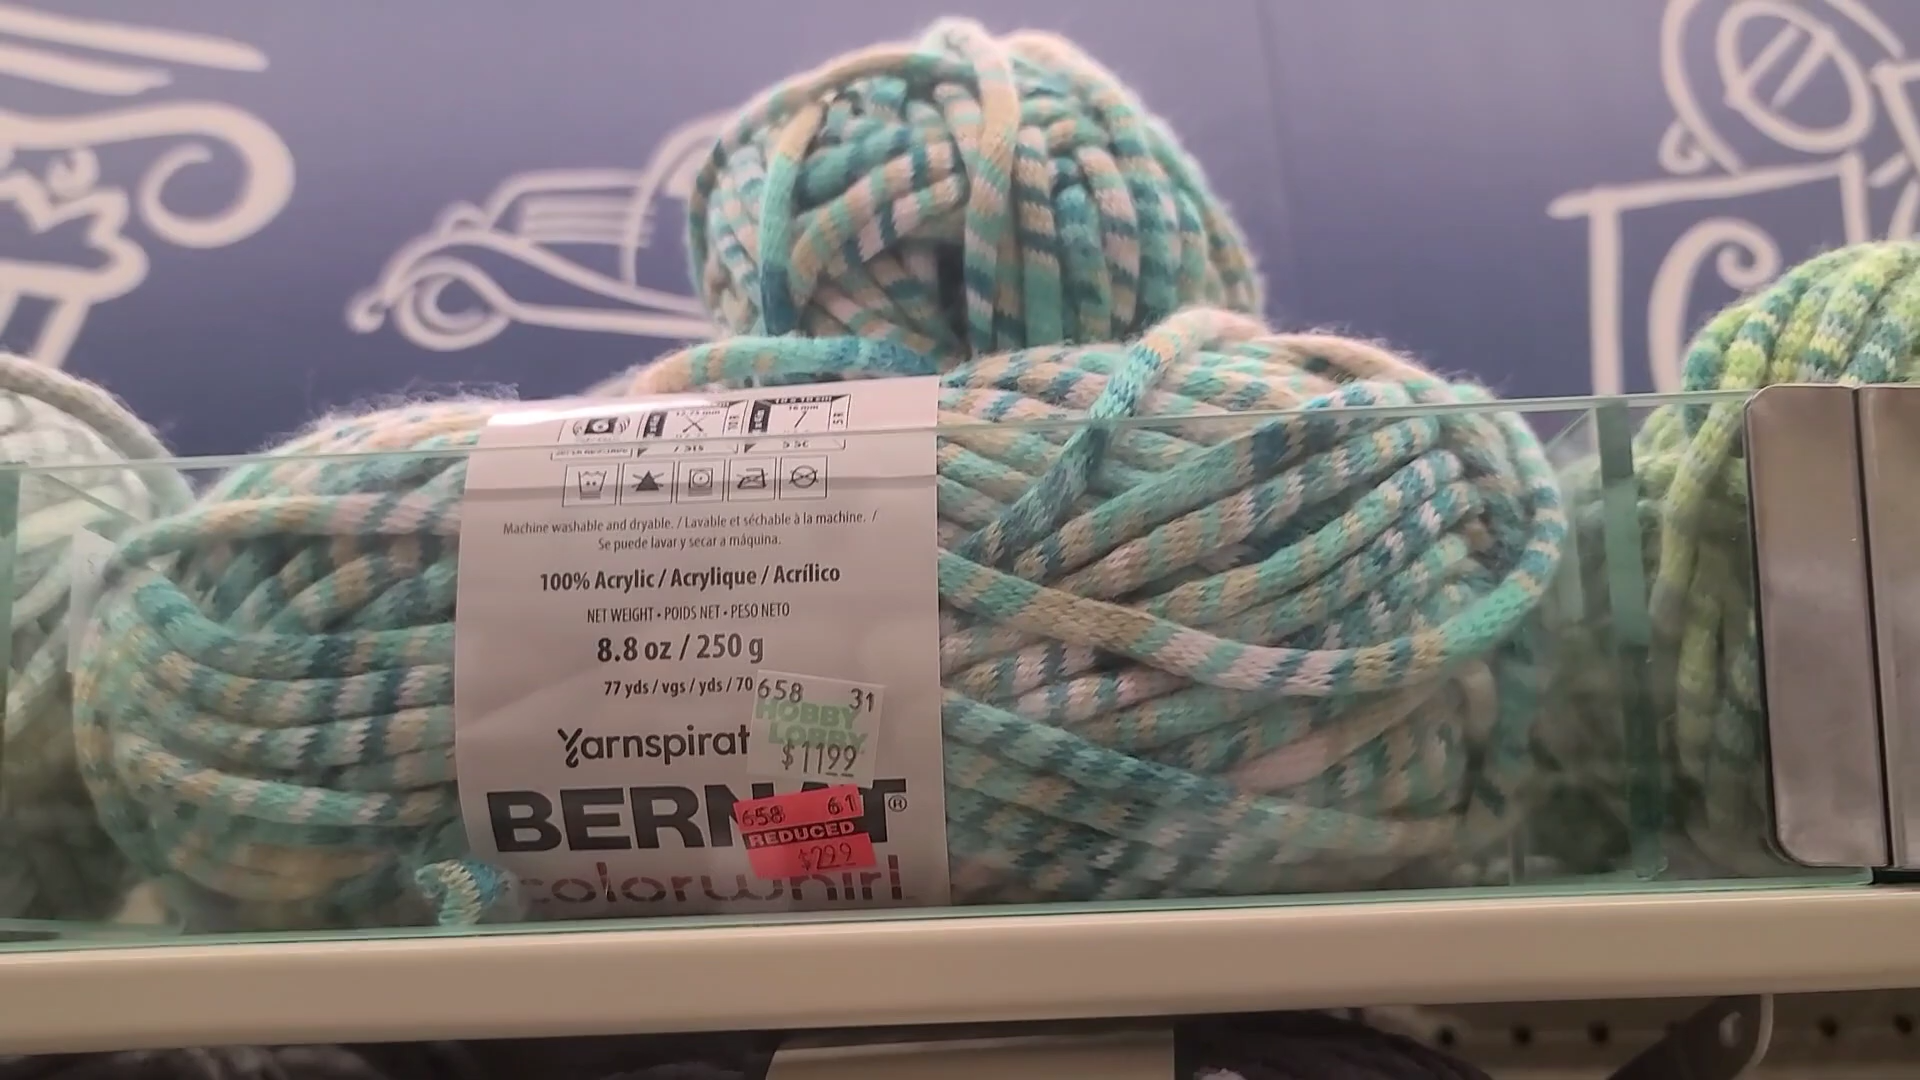 Machine washable and dryable. / Lavable et séchable à la machine. /
Se puede lavar y secar a máquina.
100% Acrylic / Acrylique / Acrílico
NET WEIGHT • POIDS NET • PESO NETO
8.8 oz / 250 g
77 yds / vgs / yds / 70
658 31
HOBBY
LOBBY
$1199
Yarnspirat
BERNAT®
658 61
REDUCED
$299
colorwhirl